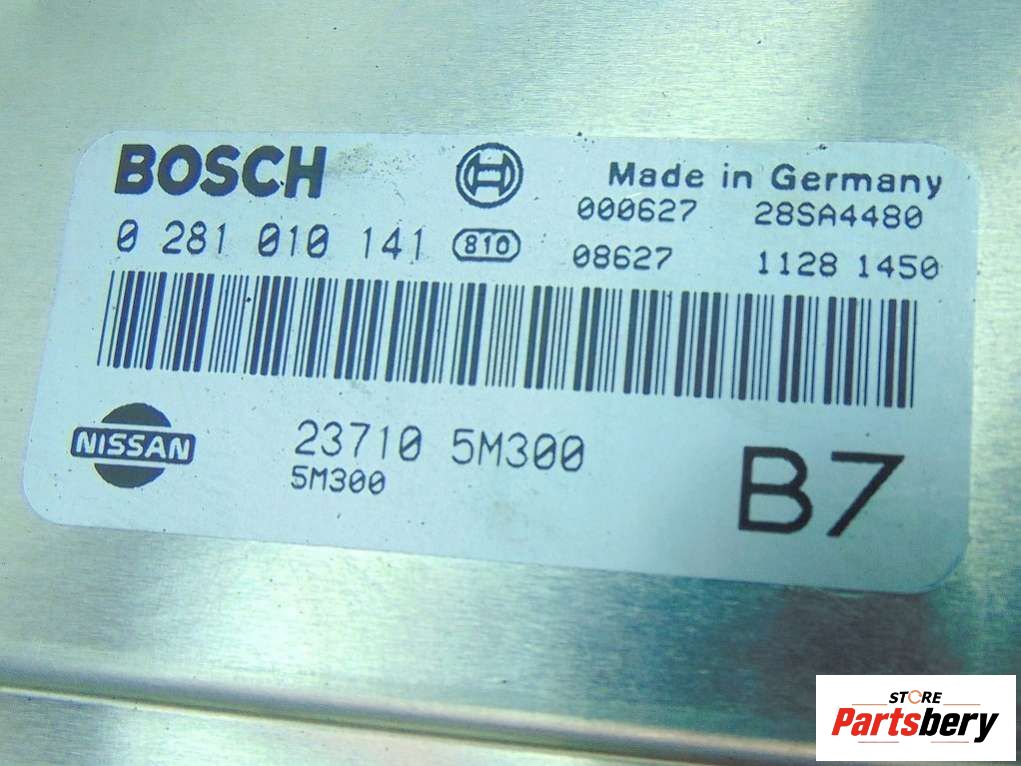 BOSCH
Made in Germany
000627 28SA4480
0 281 010 141 810
08627 1128 1450
NISSAN
23710 5M300
5M300
B7
STORE
Partsbery